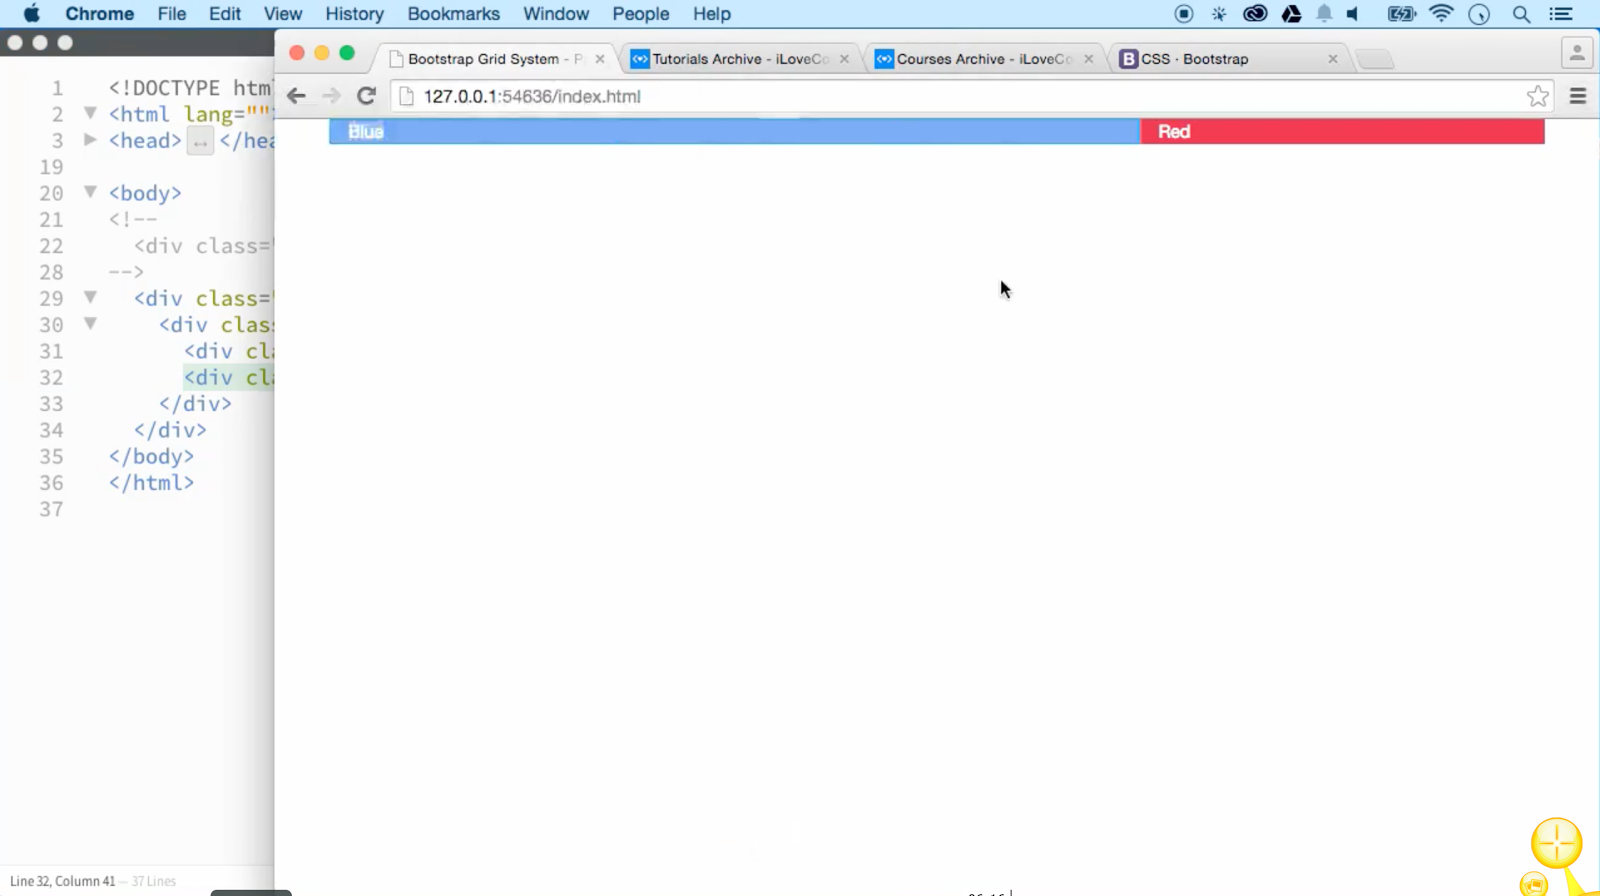 Chrome File Edit View History Bookmarks Window People Help
Bootstrap Grid System - P
Tutorials Archive - iLoveCo
Courses Archive - iLoveCo
CSS · Bootstrap
127.0.0.1:54636/index.html
Blue
Red
1 <!DOCTYPE htm
2 <html lang=""
3 <head> ↔ </hea
19
20 <body>
21 <!--
22 <div class=
28 -->
29 <div class=
30 <div clas
31 <div cla
32 <div cla
33 </div>
34 </div>
35 </body>
36 </html>
37
Line 32, Column 41 — 37 Lines